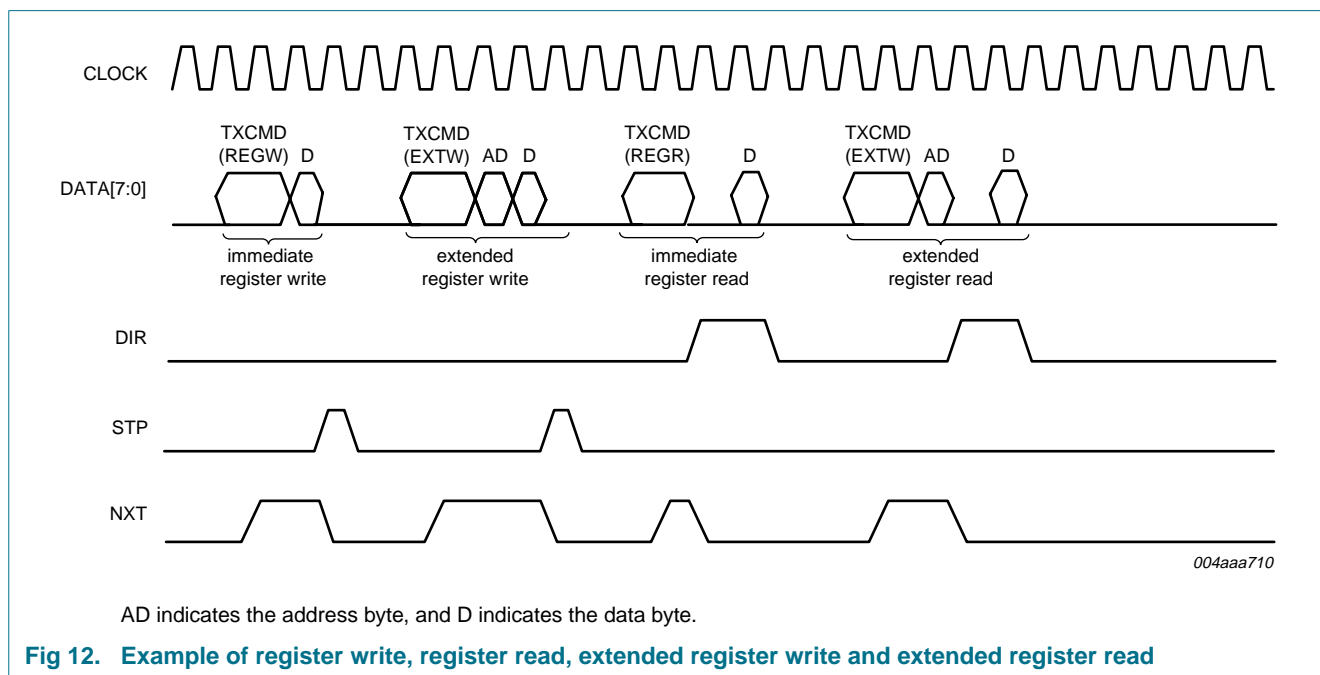 CLOCK
TXCMD
(REGW) D
TXCMD
(EXTW) AD D
TXCMD
(REGR) D
TXCMD
(EXTW) AD D
DATA[7:0]
immediate
register write
extended
register write
immediate
register read
extended
register read
DIR
STP
NXT
004aaa710
AD indicates the address byte, and D indicates the data byte.
Fig 12. Example of register write, register read, extended register write and extended register read